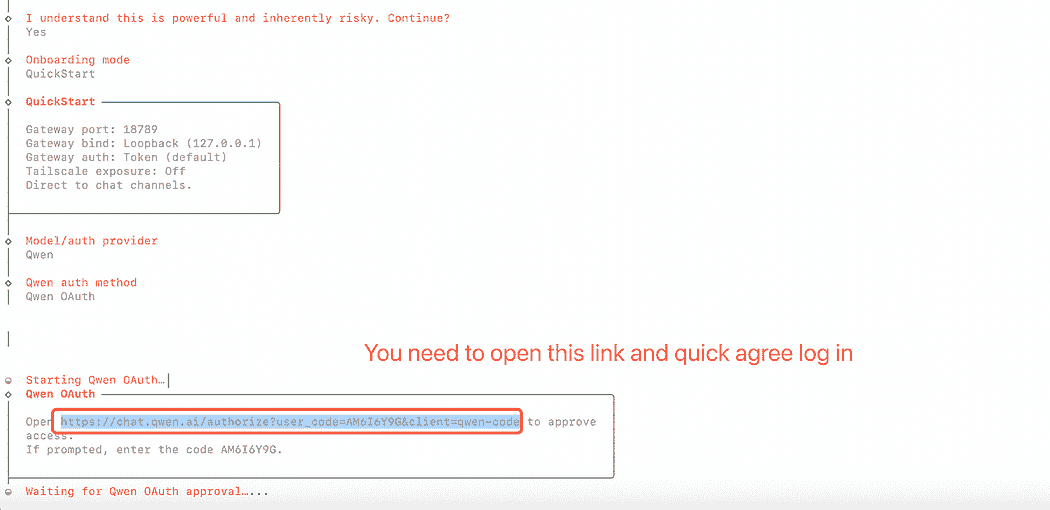 I understand this is powerful and inherently risky. Continue?
Yes
Onboarding mode
QuickStart
QuickStart
Gateway port: 18789
Gateway bind: Loopback (127.0.0.1)
Gateway auth: Token (default)
Tailscale exposure: Off
Direct to chat channels.
Model/auth provider
Qwen
Qwen auth method
Qwen OAuth
You need to open this link and quick agree log in
Starting Qwen OAuth…
Qwen OAuth
Open https://chat.qwen.ai/authorize?user_code=AM6I6Y9G&client=qwen-code to approve
access.
If prompted, enter the code AM6I6Y9G.
Waiting for Qwen OAuth approval…...